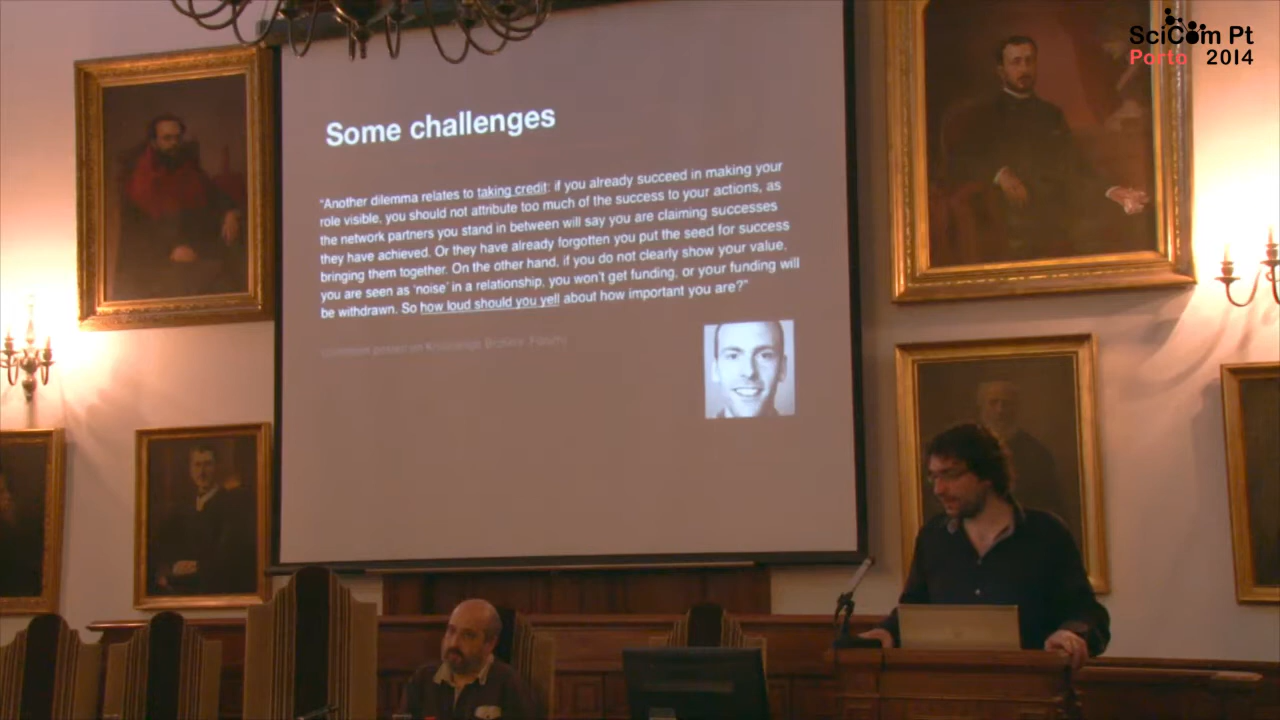 SciCom Pt
Porto 2014
Some challenges
“Another dilemma relates to taking credit: if you already succeed in making your
role visible, you should not attribute too much of the success to your actions, as
the network partners you stand in between will say you are claiming successes
they have achieved. Or they have already forgotten you put the seed for success
bringing them together. On the other hand, if you do not clearly show your value,
you are seen as ‘noise’ in a relationship, you won’t get funding, or your funding will
be withdrawn. So how loud should you yell about how important you are?”
posted on Knowledge Brokers' Forum